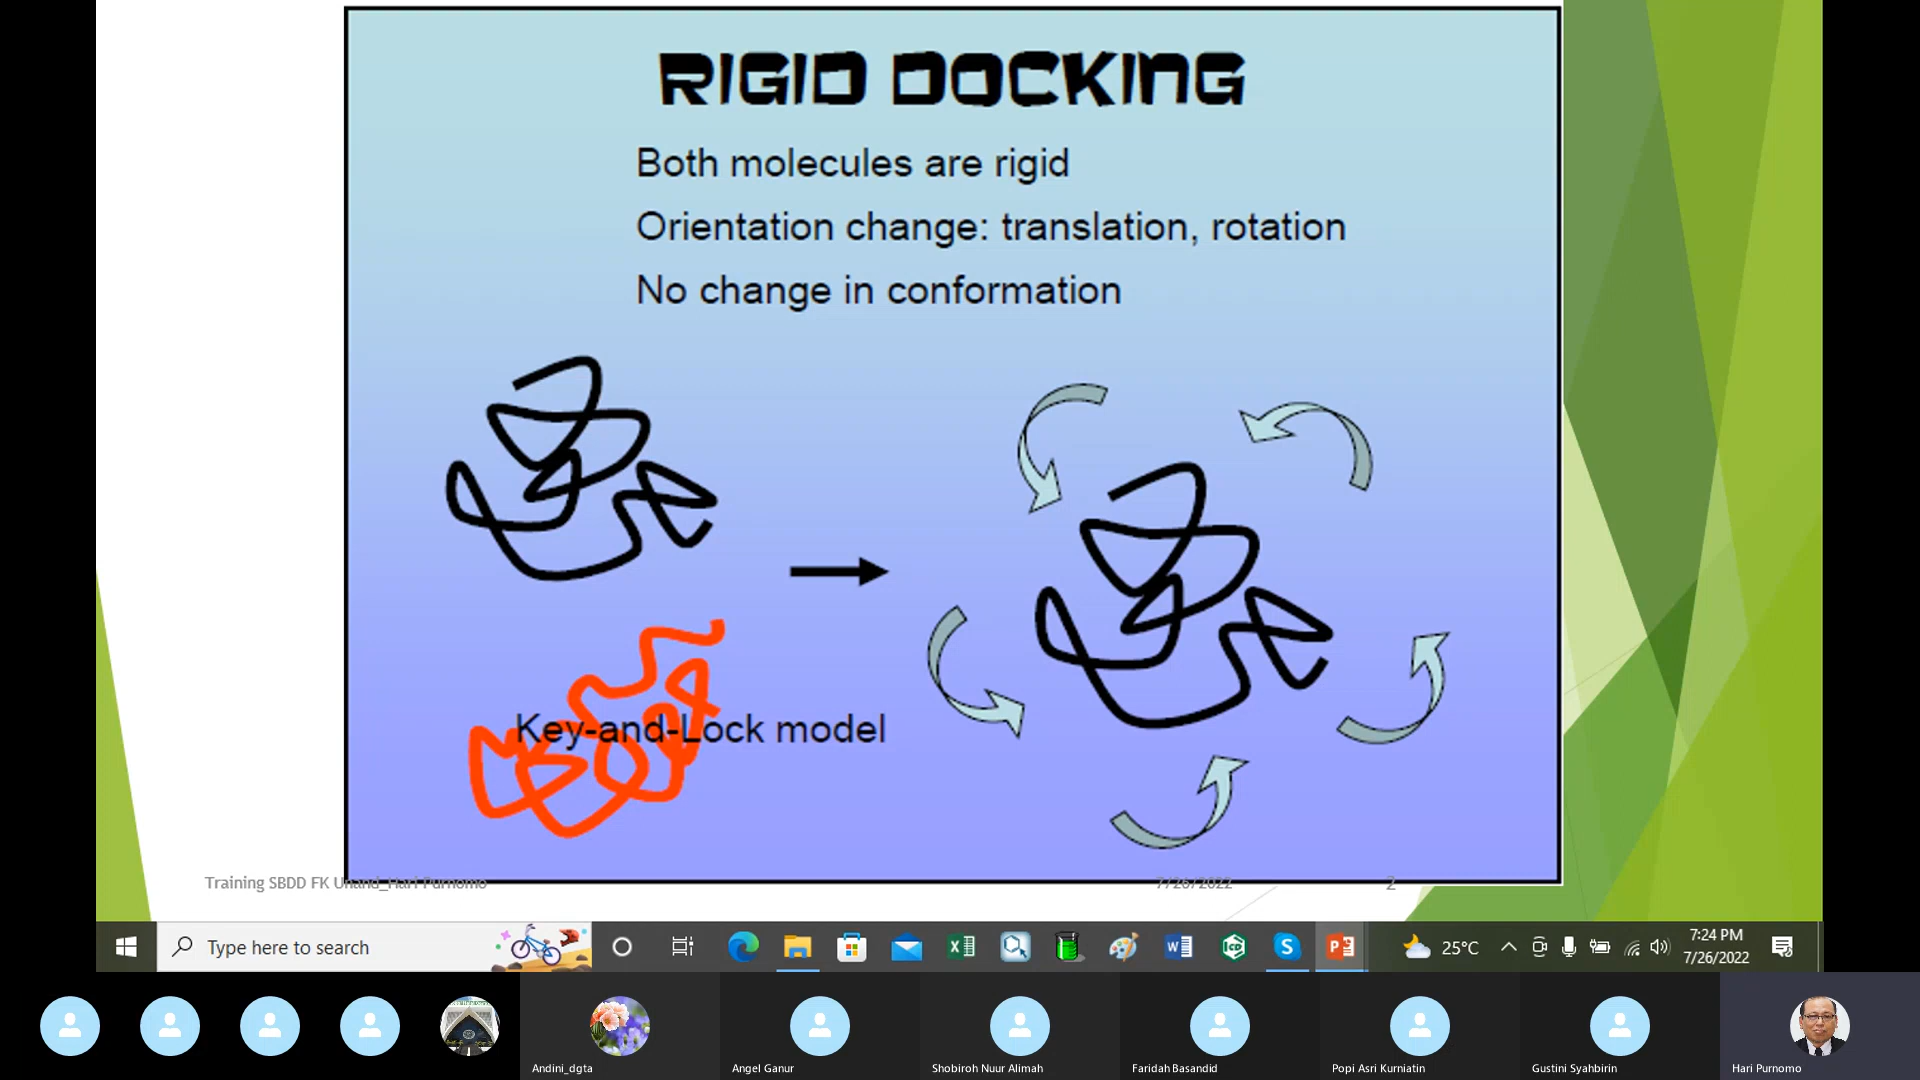 RIGID DOCKING
Both molecules are rigid
Orientation change: translation, rotation
No change in conformation
Key-and-Lock model
Training SBDD FK Unand_Hari Purnomo
7/26/2022
2
Type here to search
25°C
7:24 PM
7/26/2022
Andini_dgta
Angel Ganur
Shobiroh Nuur Alimah
Faridah Basandid
Popi Asri Kurniatin
Gustini Syahbirin
Hari Purnomo